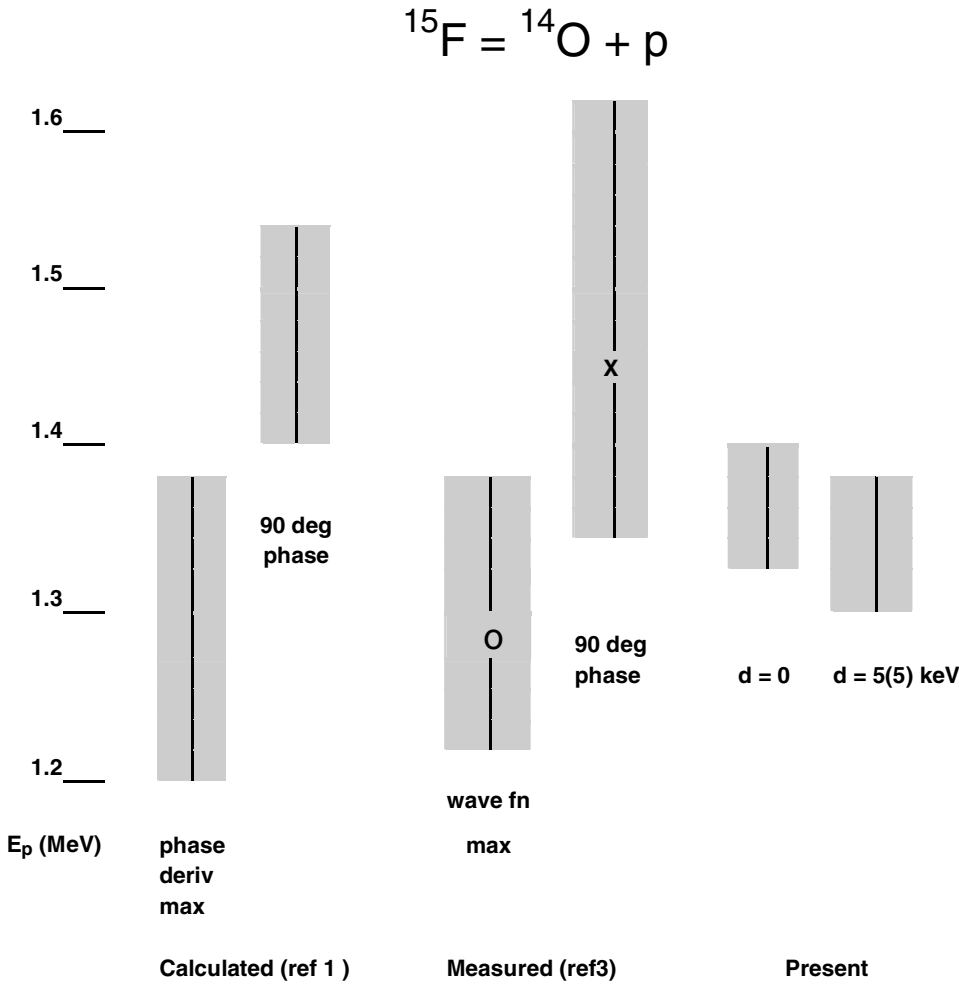 ¹⁵F = ¹⁴O + p
1.6
1.5
x
1.4
90 deg
phase
1.3
O
90 deg
phase
d = 0
d = 5(5) keV
1.2
wave fn
max
Eₚ (MeV)
phase
deriv
max
Calculated (ref 1 )
Measured (ref3)
Present